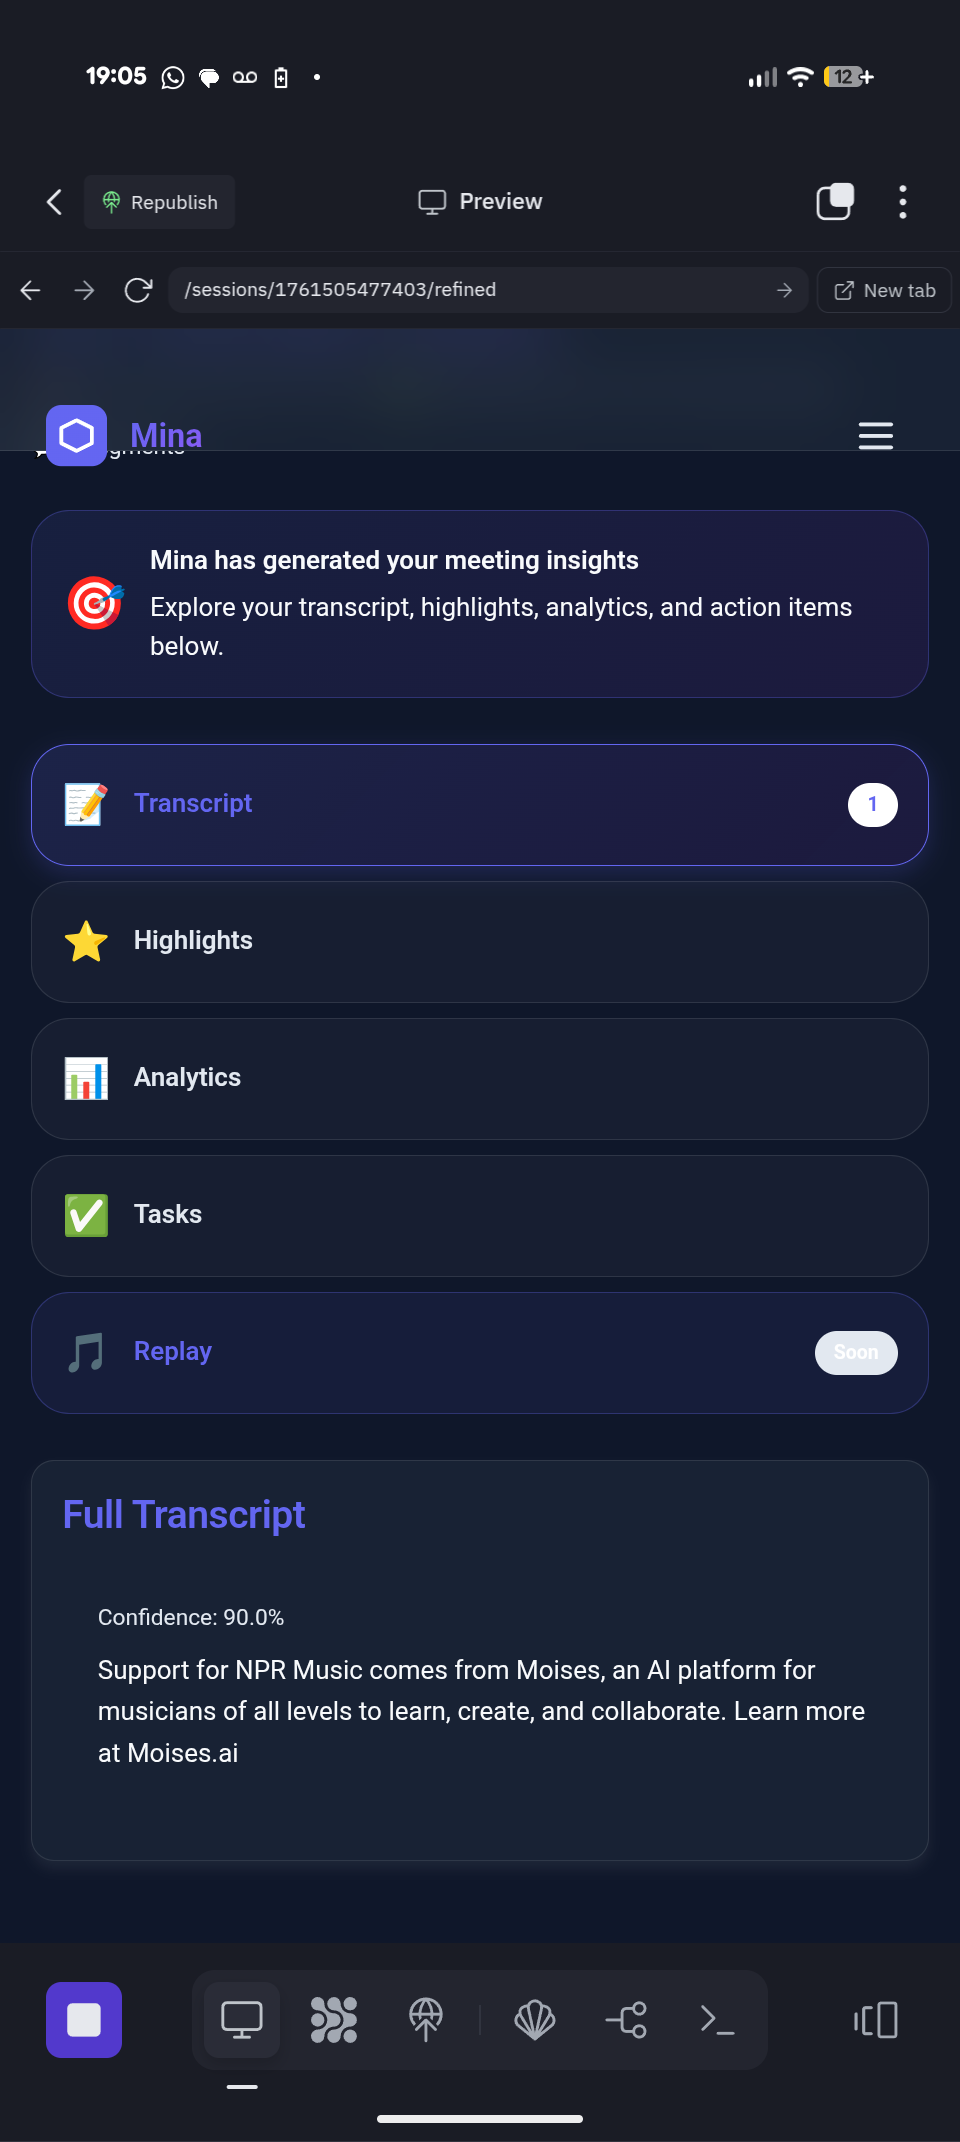 19:05
12
Republish
Preview
/sessions/1761505477403/refined
New tab
Mina
Mina has generated your meeting insights
Explore your transcript, highlights, analytics, and action items
below.
Transcript
1
Highlights
Analytics
Tasks
Replay
Soon
Full Transcript
Confidence: 90.0%
Support for NPR Music comes from Moises, an AI platform for
musicians of all levels to learn, create, and collaborate. Learn more
at Moises.ai